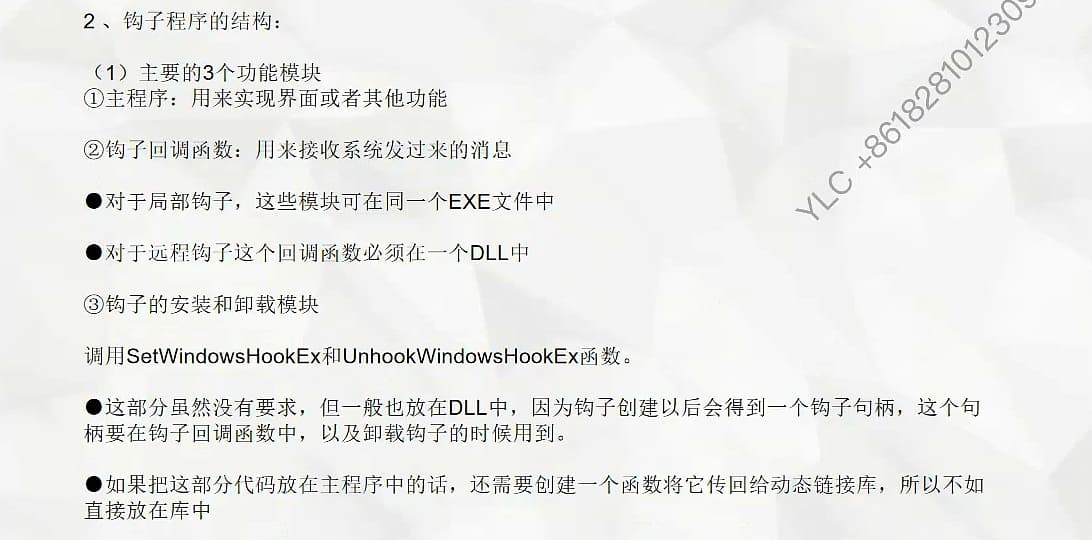 2 、钩子程序的结构：
（1）主要的3个功能模块
①主程序：用来实现界面或者其他功能
②钩子回调函数：用来接收系统发过来的消息
●对于局部钩子，这些模块可在同一个EXE文件中
●对于远程钩子这个回调函数必须在一个DLL中
③钩子的安装和卸载模块
调用SetWindowsHookEx和UnhookWindowsHookEx函数。
●这部分虽然没有要求，但一般也放在DLL中，因为钩子创建以后会得到一个钩子句柄，这个句
柄要在钩子回调函数中，以及卸载钩子的时候用到。
●如果把这部分代码放在主程序中的话，还需要创建一个函数将它传回给动态链接库，所以不如
直接放在库中
YLC +8618281012309